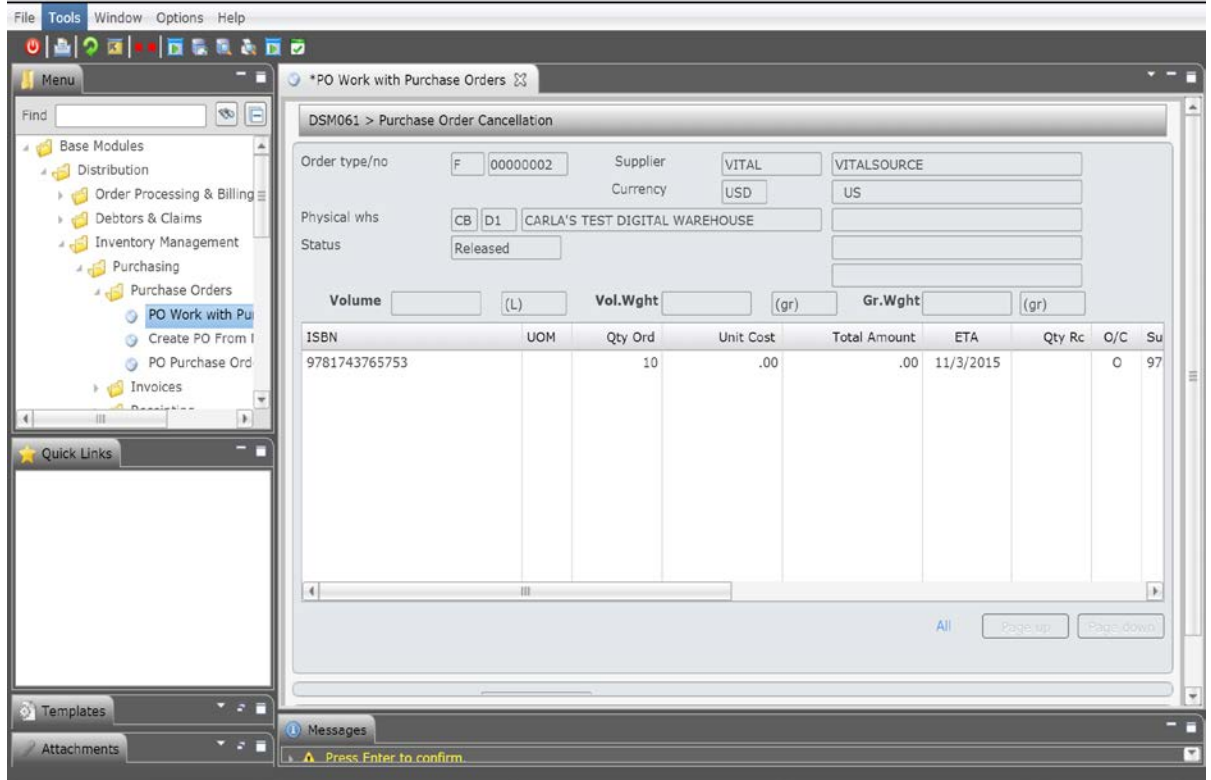 File Tools Window Options Help
Menu
Find
Base Modules
Distribution
Order Processing & Billing
Debtors & Claims
Inventory Management
Purchasing
Purchase Orders
PO Work with Pu
Create PO From
PO Purchase Ord
Invoices
Quick Links
Templates
Attachments
*PO Work with Purchase Orders
DSM061 > Purchase Order Cancellation
Order type/no F 00000002 Supplier VITAL VITALSOURCE
Currency USD US
Physical whs CB D1 CARLA'S TEST DIGITAL WAREHOUSE
Status Released
Volume (L) Vol.Wght (gr) Gr.Wght (gr)
ISBN UOM Qty Ord Unit Cost Total Amount ETA Qty Rc O/C Su
9781743765753 10 .00 .00 11/3/2015 O 97
All Page up Page down
Messages
Press Enter to confirm.